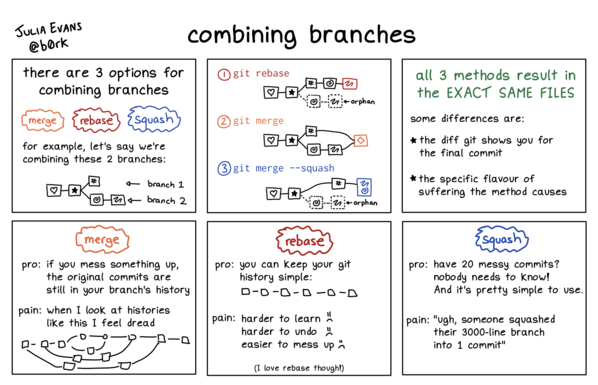 JULIA EVANS
@b0rk
combining branches
there are 3 options for
combining branches
merge
rebase
squash
for example, let's say we're
combining these 2 branches:
#
branch 1
branch 2
① git rebase
#
orphan
② git merge
#
③ git merge --squash
#
orphan
all 3 methods result in
the EXACT SAME FILES
some differences are:
★ the diff git shows you for
the final commit
★ the specific flavour of
suffering the method causes
merge
pro: if you mess something up,
the original commits are
still in your branch's history
pain: when I look at histories
like this I feel dread
rebase
pro: you can keep your git
history simple:
pain: harder to learn
harder to undo
easier to mess up
(I love rebase though!)
squash
pro: have 20 messy commits?
nobody needs to know!
And it's pretty simple to use.
pain: "ugh, someone squashed
their 3000-line branch
into 1 commit"